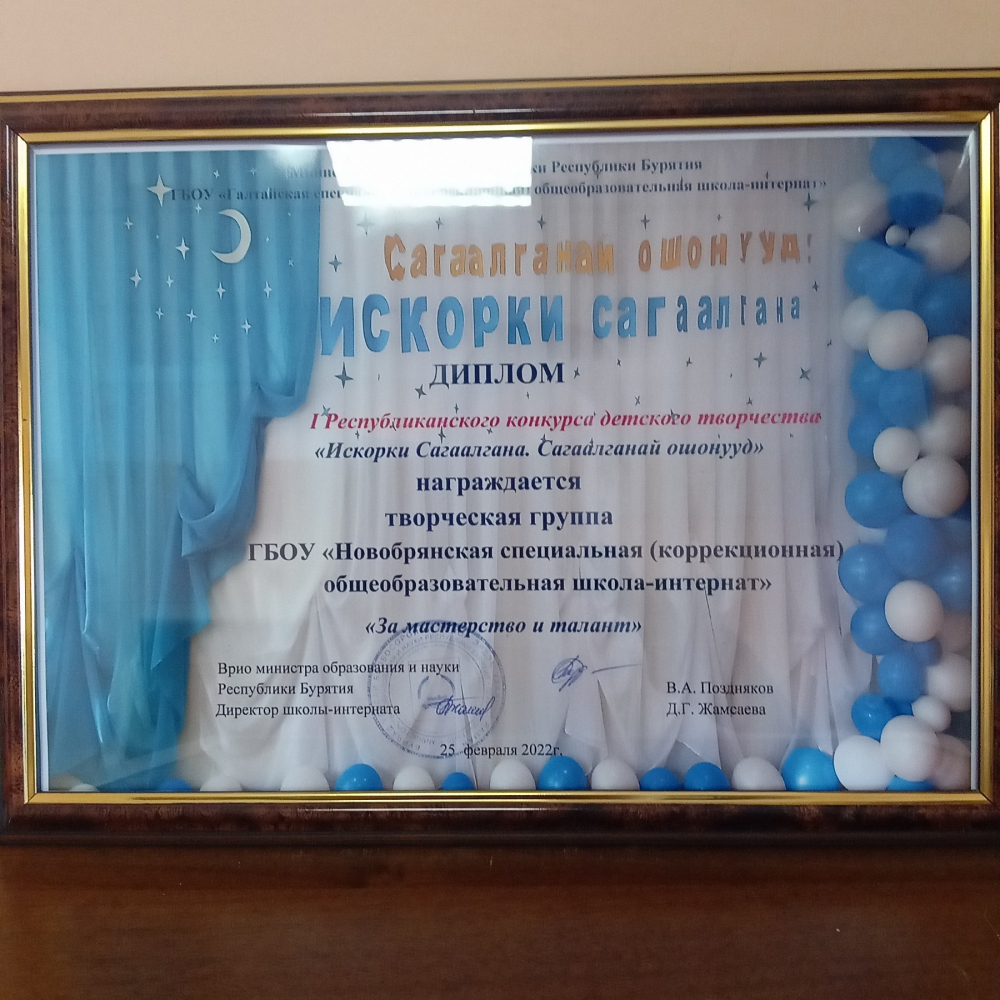 ки Республики Бурятия
ГБОУ «Галтайская общеобразовательная школа-интернат»
Сагаалганай ошонууд:
ИСКОРКИ сагаалгана
ДИПЛОМ
I Республиканского конкурса детского творчества
«Искорки Сагаалгана. Сагаалганай ошонууд»
награждается
творческая группа
ГБОУ «Новобрянская специальная (коррекционная)
общеобразовательная школа-интернат»
«За мастерство и талант»
Врио министра образования и науки
Республики Бурятия
В.А. Поздняков
Директор школы-интерната
Д.Г. Жамсаева
25 февраля 2022г.